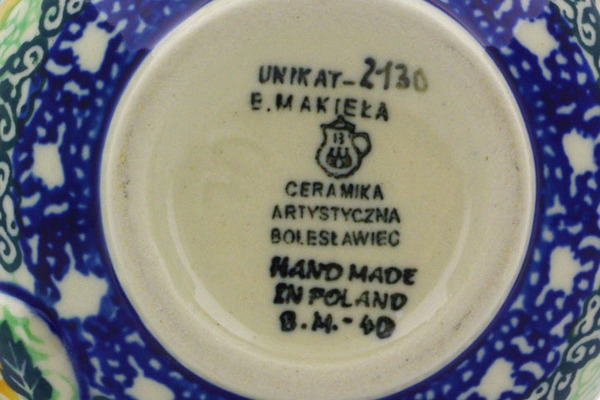 UNIKAT-2130
B.MAKIEŁA
B
CERAMIKA
ARTYSTYCZNA
BOLESŁAWIEC
HAND MADE
IN POLAND
B.M.-40